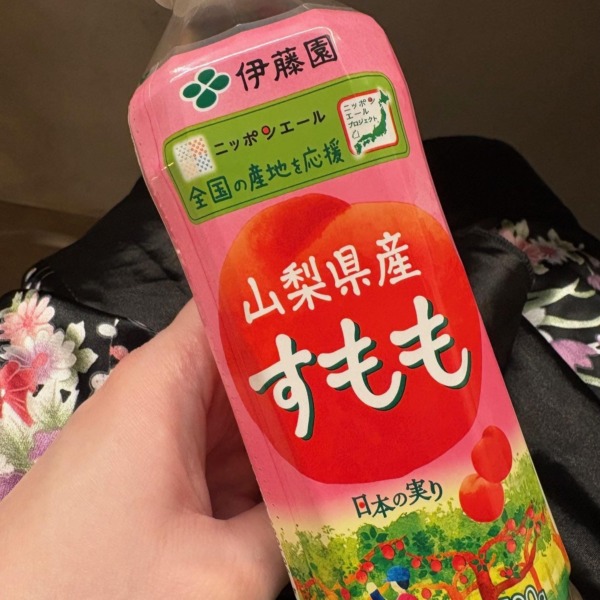 伊藤園
ニッポンエール
全国の産地を応援
ニッポン
エール
プロジェクト
山梨県産
すもも
日本の実り